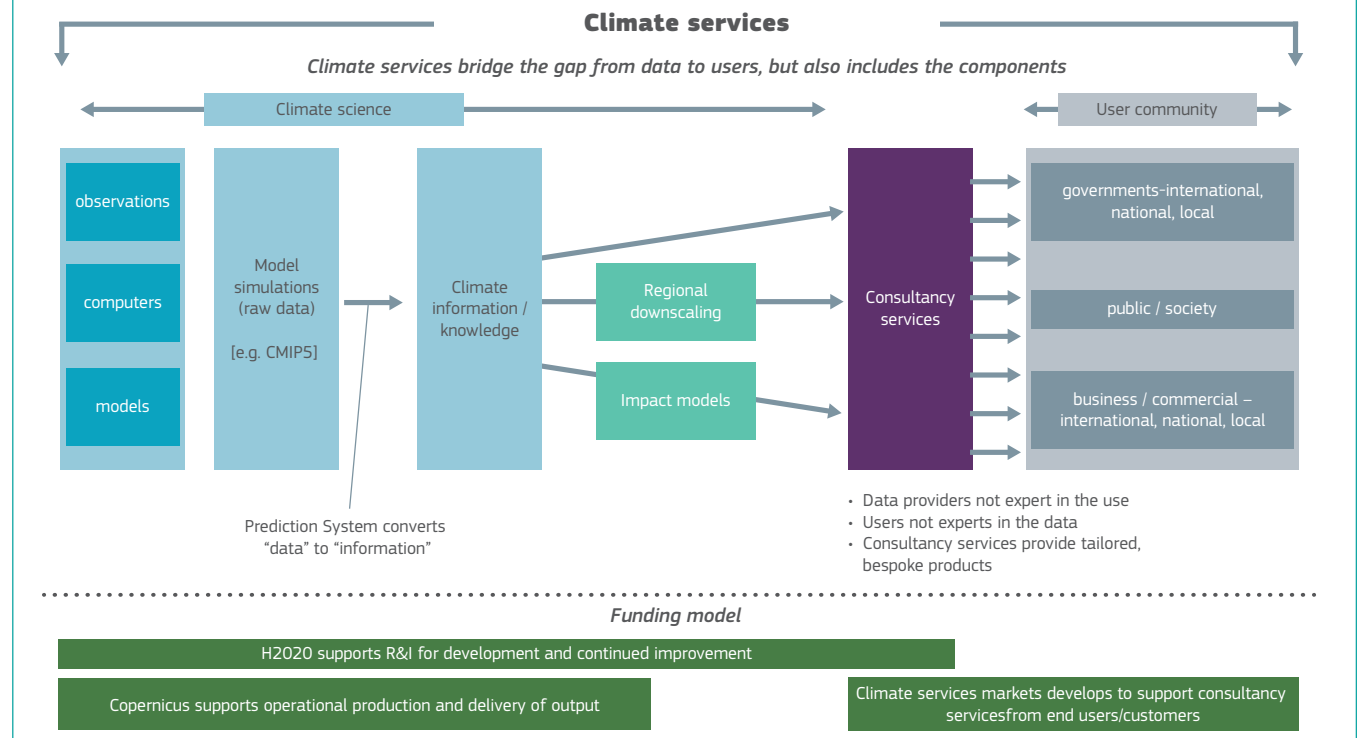 Climate services
Climate services bridge the gap from data to users, but also includes the components
Climate science
User community
observations
computers
models
Model
simulations
(raw data)
[e.g. CMIP5]
Climate
information /
knowledge
Regional
downscaling
Impact models
Consultancy
services
governments-international,
national, local
public / society
business / commercial –
international, national, local
Prediction System converts
“data” to “information”
• Data providers not expert in the use
• Users not experts in the data
• Consultancy services provide tailored,
bespoke products
Funding model
H2020 supports R&I for development and continued improvement
Copernicus supports operational production and delivery of output
Climate services markets develops to support consultancy
servicesfrom end users/customers